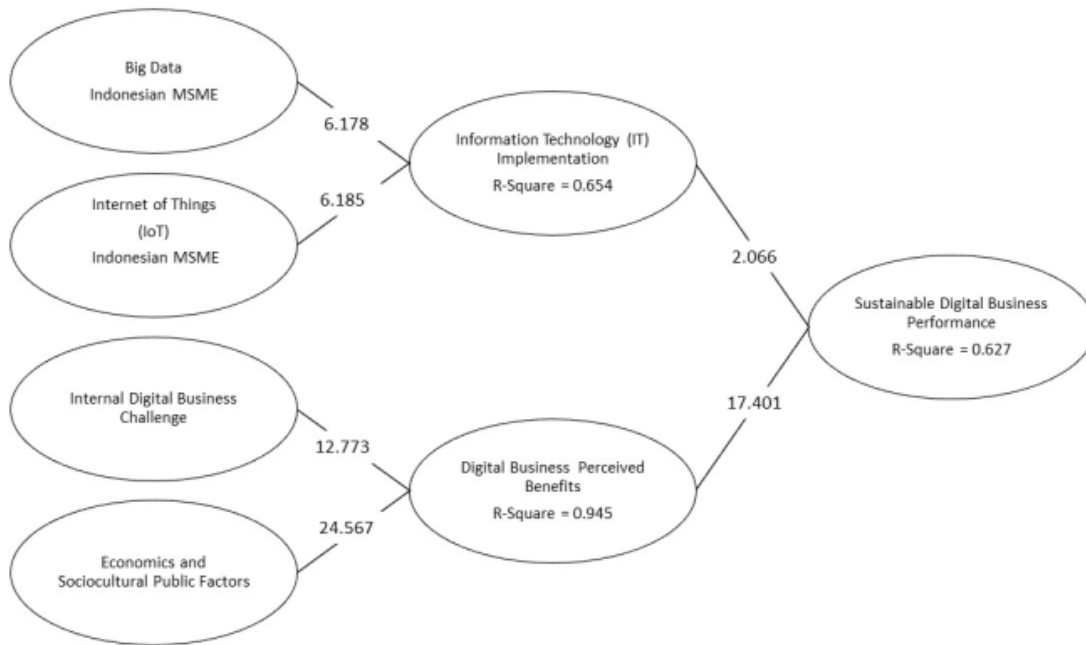 Big Data
Indonesian MSME
6.178
Information Technology (IT)
Implementation
R-Square = 0.654
Internet of Things
(IoT)
Indonesian MSME
6.185
2.066
Sustainable Digital Business
Performance
R-Square = 0.627
Internal Digital Business
Challenge
12.773
17.401
Digital Business Perceived
Benefits
R-Square = 0.945
24.567
Economics and
Sociocultural Public Factors